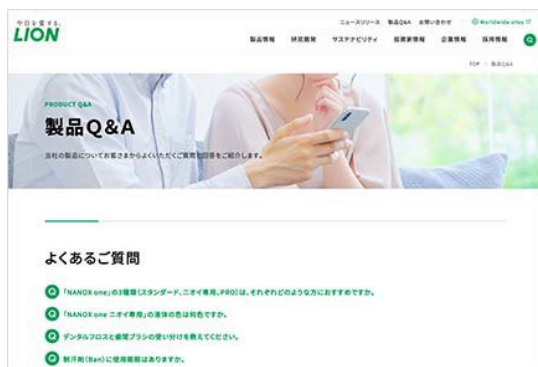 今日を愛する。
LION
ニュースリリース 製品Q&A お問い合わせ Worldwide sites
製品情報 研究開発 サステナビリティ 投資家情報 企業情報 採用情報
TOP > 製品Q&A
PRODUCT Q&A
製品Q&A
当社の製品についてお客さまからよくいただくご質問と回答をご紹介します。
よくあるご質問
Q 「NANOX one」の3種類（スタンダード、ニオイ専用、PRO）は、それぞれどのような方におすすめですか。
Q 「NANOX one ニオイ専用」の液体の色は何色ですか。
Q デンタルフロスと歯間ブラシの使い分けを教えてください。
Q 制汗剤（Ban）に使用期限はありますか。